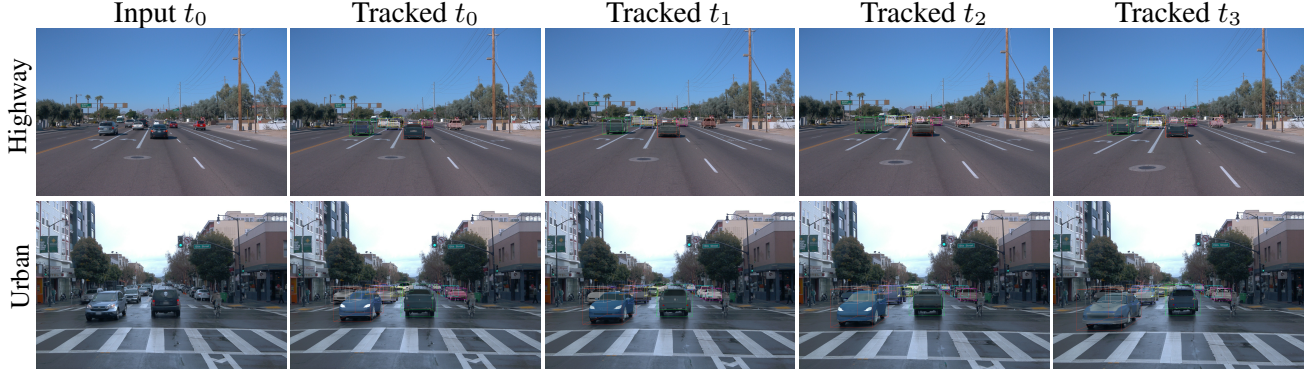 Input t₀ Tracked t₀ Tracked t₁ Tracked t₂ Tracked t₃
Highway
Urban